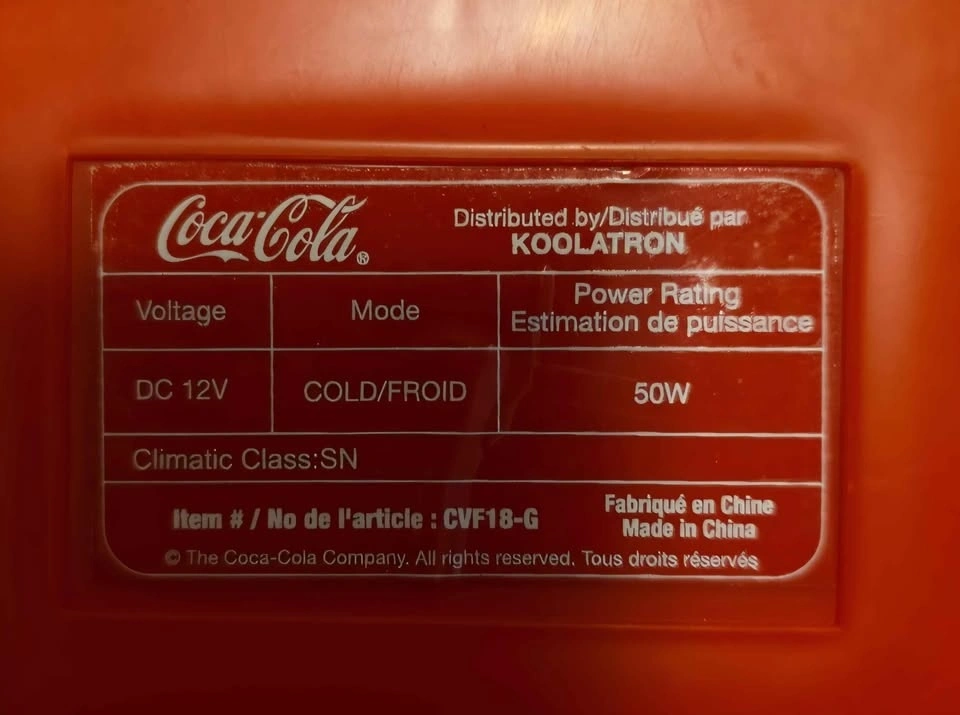 Coca-Cola®
Distributed by/Distribué par
KOOLATRON
Voltage
Mode
Power Rating
Estimation de puissance
DC 12V
COLD/FROID
50W
Climatic Class:SN
Item # / No de l'article : CVF18-G
Fabriqué en Chine
Made in China
© The Coca-Cola Company. All rights reserved. Tous droits réservés